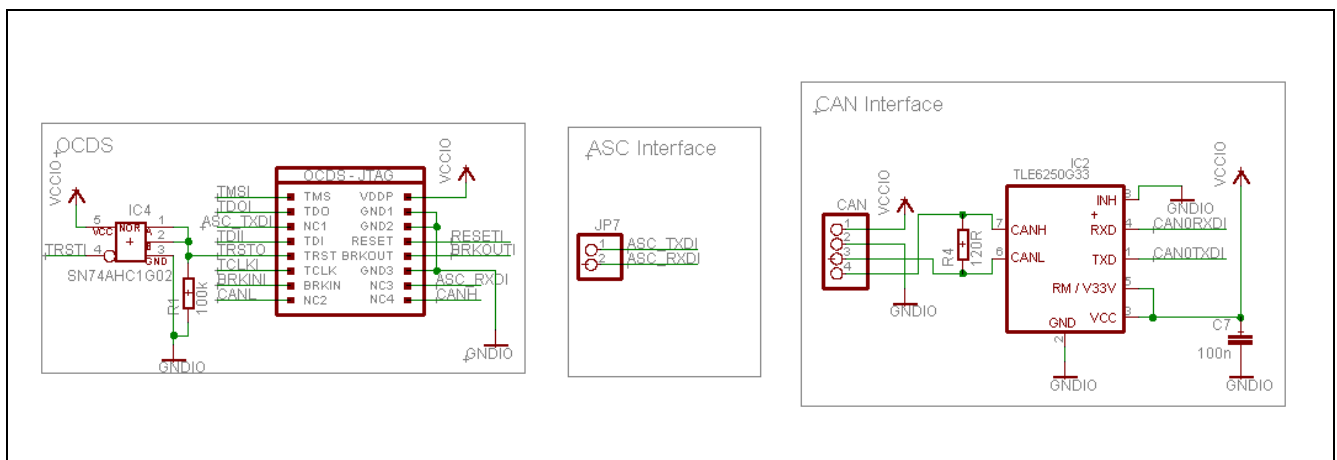 OCDS
VCCIO
IC4
5
VCC
NOR
A
1
2
B
3
GND
TRSTI
4
SN74AHC1G02
R1
100k
GNDIO
OCDS - JTAG
TMSI
TMS
VDDP
VCCIO
TDOI
TDO
GND1
ASC_TXDI
NC1
GND2
TDII
TDI
RESET
RESETI
TRSTO
TRST
BRKOUT
BRKOUTI
TCLKI
TCLK
GND3
BRKINI
BRKIN
NC3
ASC_RXDI
CANL
NC2
NC4
CANH
GNDIO
ASC Interface
JP7
1
ASC_TXDI
2
ASC_RXDI
CAN Interface
CAN
1
2
3
4
VCCIO
GNDIO
R4
120R
IC2
TLE6250G33
7
CANH
6
CANL
INH
8
GNDIO
RXD
4
CAN0RXDI
TXD
1
CAN0TXDI
RM / V33V
5
VCC
3
GND
2
GNDIO
VCCIO
C7
100n
GNDIO